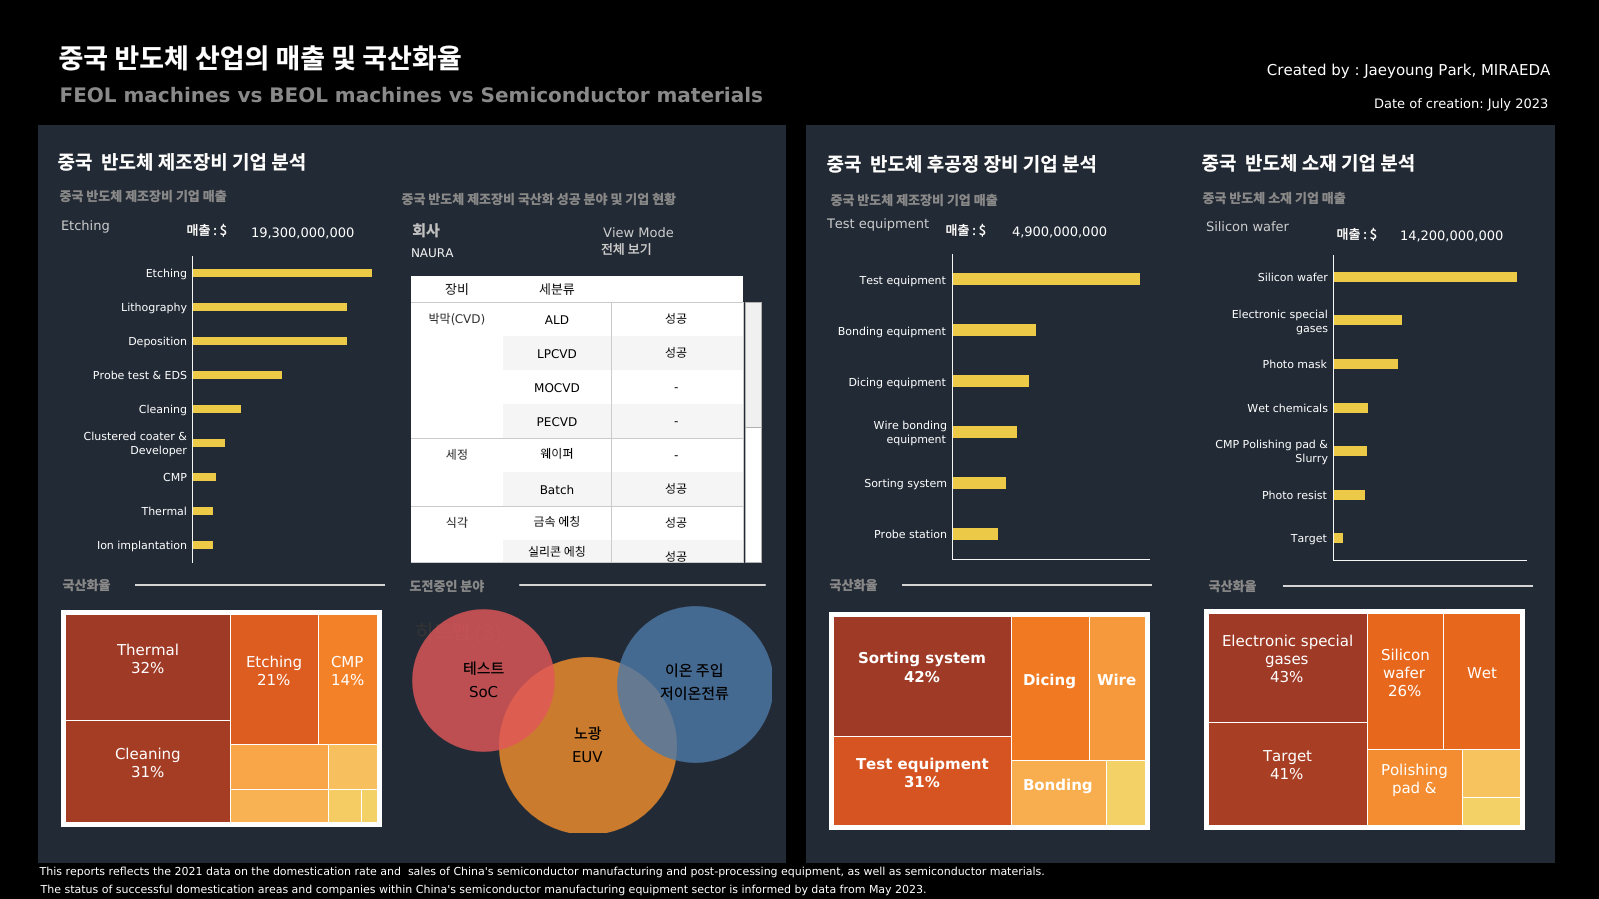 중국 반도체 산업의 매출 및 국산화율
FEOL machines vs BEOL machines vs Semiconductor materials
Created by : Jaeyoung Park, MIRAEDA
Date of creation: July 2023
중국 반도체 제조장비 기업 분석
중국 반도체 제조장비 기업 매출
Etching
매출 : $ 19,300,000,000
Etching
Lithography
Deposition
Probe test & EDS
Cleaning
Clustered coater &
Developer
CMP
Thermal
Ion implantation
중국 반도체 제조장비 국산화 성공 분야 및 기업 현황
회사
NAURA
View Mode
전체 보기
장비 세분류
박막(CVD) ALD 성공
LPCVD 성공
MOCVD -
PECVD -
세정 웨이퍼 -
Batch 성공
식각 금속 에칭 성공
실리콘 에칭 성공
국산화율
Thermal
32%
Cleaning
31%
Etching
21%
CMP
14%
도전중인 분야
테스트
SoC
노광
EUV
이온 주입
저이온전류
중국 반도체 후공정 장비 기업 분석
중국 반도체 제조장비 기업 매출
Test equipment
매출 : $ 4,900,000,000
Test equipment
Bonding equipment
Dicing equipment
Wire bonding
equipment
Sorting system
Probe station
국산화율
Sorting system
42%
Test equipment
31%
Dicing
Wire
Bonding
중국 반도체 소재 기업 분석
중국 반도체 소재 기업 매출
Silicon wafer
매출 : $ 14,200,000,000
Silicon wafer
Electronic special
gases
Photo mask
Wet chemicals
CMP Polishing pad &
Slurry
Photo resist
Target
국산화율
Electronic special
gases
43%
Target
41%
Silicon
wafer
26%
Wet
Polishing
pad &
This reports reflects the 2021 data on the domestication rate and  sales of China's semiconductor manufacturing and post-processing equipment, as well as semiconductor materials.
The status of successful domestication areas and companies within China's semiconductor manufacturing equipment sector is informed by data from May 2023.